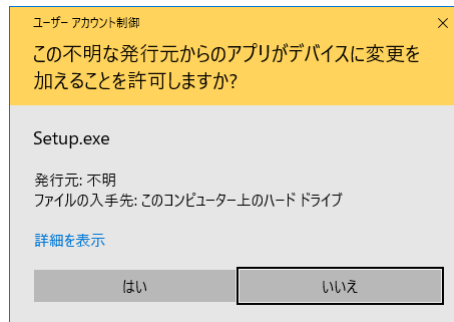 ユーザー アカウント制御
この不明な発行元からのアプリがデバイスに変更を
加えることを許可しますか?
Setup.exe
発行元: 不明
ファイルの入手先: このコンピューター上のハード ドライブ
詳細を表示
はい
いいえ